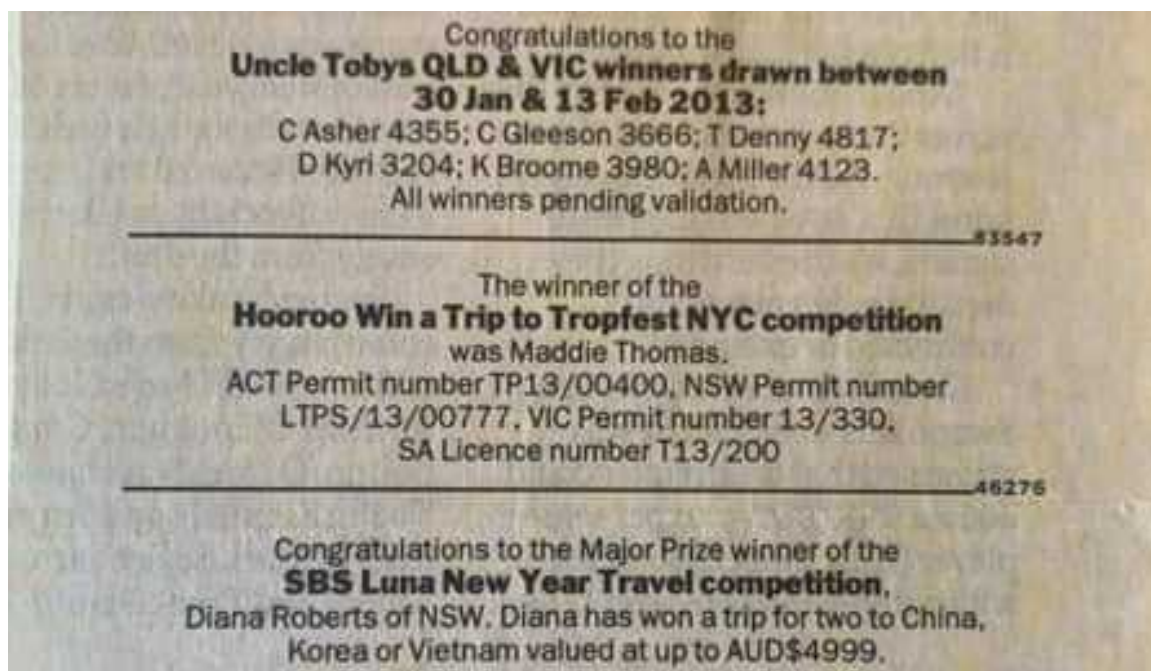 Congratulations to the
Uncle Tobys QLD & VIC winners drawn between
30 Jan & 13 Feb 2013:
C Asher 4355; C Gleeson 3666; T Denny 4817;
D Kyri 3204; K Broome 3980; A Miller 4123.
All winners pending validation.
83547
The winner of the
Hooroo Win a Trip to Tropfest NYC competition
was Maddie Thomas.
ACT Permit number TP13/00400, NSW Permit number
LTPS/13/00777, VIC Permit number 13/330,
SA Licence number T13/200
46276
Congratulations to the Major Prize winner of the
SBS Luna New Year Travel competition,
Diana Roberts of NSW. Diana has won a trip for two to China,
Korea or Vietnam valued at up to AUD$4999.